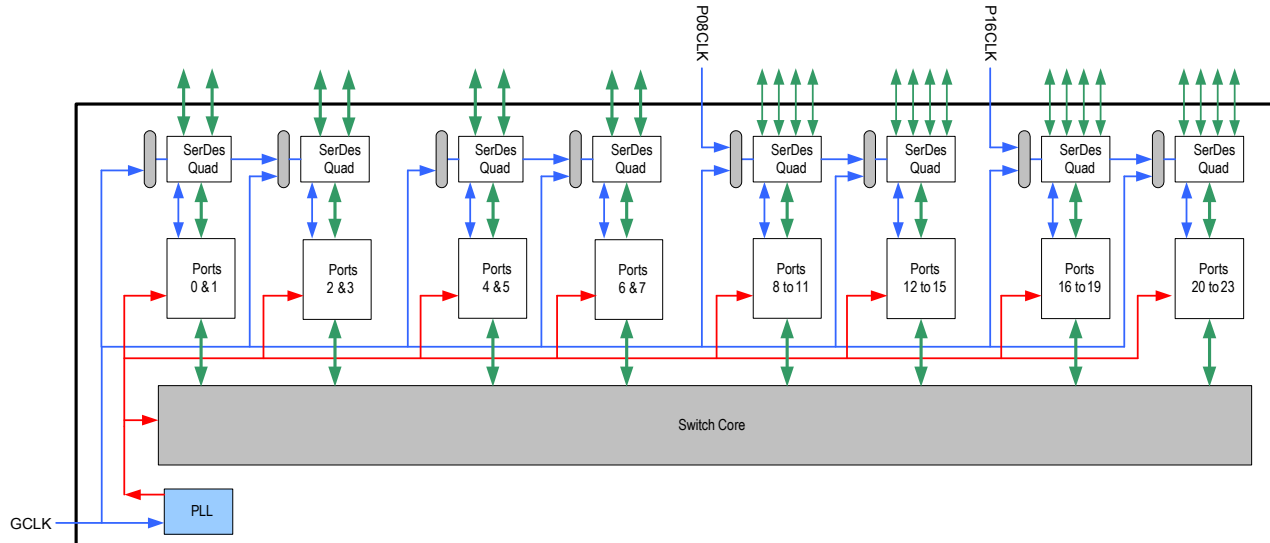 P08CLK
P16CLK
SerDes
Quad
SerDes
Quad
SerDes
Quad
SerDes
Quad
SerDes
Quad
SerDes
Quad
SerDes
Quad
SerDes
Quad
Ports
0 & 1
Ports
2 & 3
Ports
4 & 5
Ports
6 & 7
Ports
8 to 11
Ports
12 to 15
Ports
16 to 19
Ports
20 to 23
Switch Core
PLL
GCLK